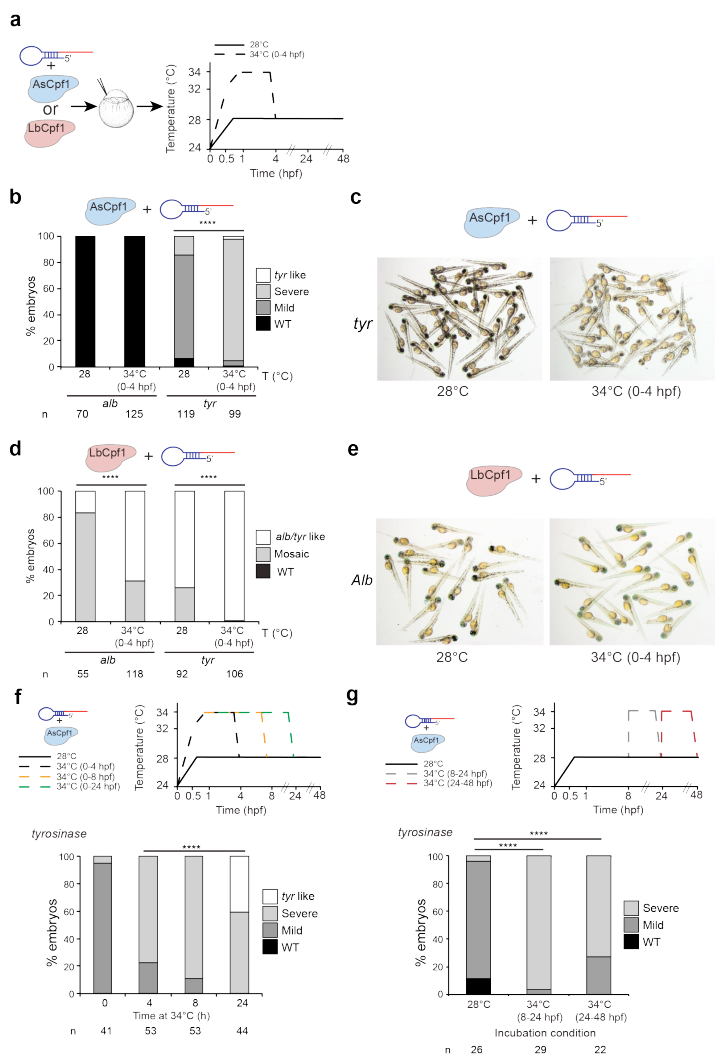 a
5'
+
AsCpf1
or
LbCpf1
28°C
34°C (0-4 hpf)
Temperature (°C)
34
32
28
24
0 0.5 1 4 24 48
Time (hpf)
b
AsCpf1 + 5'
****
% embryos
100
80
60
40
20
0
tyr like
Severe
Mild
WT
28 34°C 28 34°C T (°C)
(0-4 hpf) (0-4 hpf)
alb tyr
n 70 125 119 99
c
AsCpf1 + 5'
tyr
28°C 34°C (0-4 hpf)
d
LbCpf1 + 5'
**** ****
% embryos
100
80
60
40
20
0
alb/tyr like
Mosaic
WT
28 34°C 28 34°C T (°C)
(0-4 hpf) (0-4 hpf)
alb tyr
n 55 118 92 106
e
LbCpf1 + 5'
Alb
28°C 34°C (0-4 hpf)
f
5'
+
AsCpf1
28°C
34°C (0-4 hpf)
34°C (0-8 hpf)
34°C (0-24 hpf)
Temperature (°C)
34
32
28
24
0 0.5 1 4 8 24 48
Time (hpf)
tyrosinase
****
% embryos
100
80
60
40
20
0
tyr like
Severe
Mild
WT
0 4 8 24
Time at 34°C (h)
n 41 53 53 44
g
5'
+
AsCpf1
28°C
34°C (8-24 hpf)
34°C (24-48 hpf)
Temperature (°C)
34
32
28
24
0 0.5 1 8 24 48
Time (hpf)
tyrosinase
****
****
% embryos
100
80
60
40
20
0
Severe
Mild
WT
28°C 34°C 34°C
(8-24 hpf) (24-48 hpf)
Incubation condition
n 26 29 22